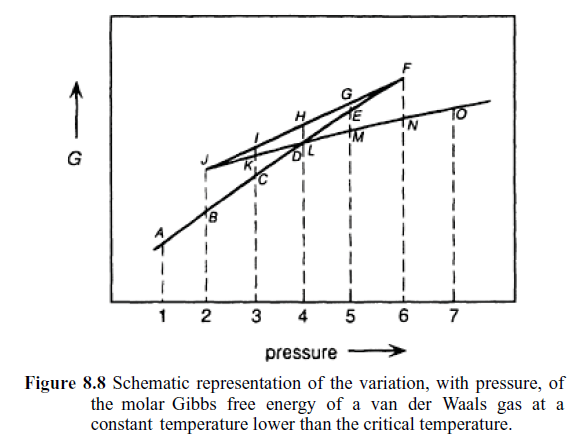 F
G
H
E
O
I
N
J
M
G
D L
K
C
B
A
1 2 3 4 5 6 7
pressure
Figure 8.8 Schematic representation of the variation, with pressure, of
the molar Gibbs free energy of a van der Waals gas at a
constant temperature lower than the critical temperature.